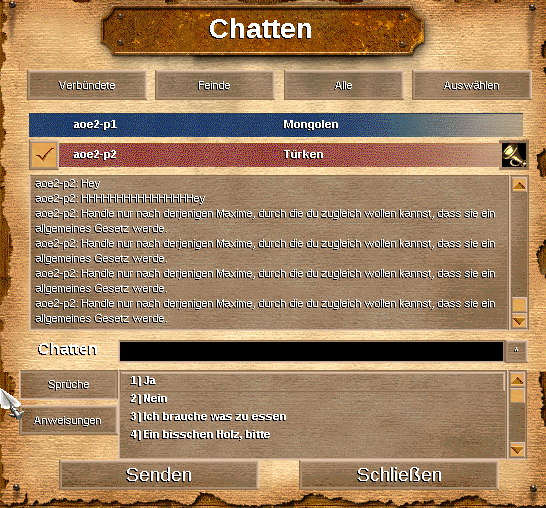 Chatten
Verbündete Feinde Alle Auswählen
aoe2-p1 Mongolen
aoe2-p2 Türken
aoe2-p2: Hey
aoe2-p2: HHHHHHHHHHHHHHHHey
aoe2-p2: Handle nur nach derjenigen Maxime, durch die du zugleich wollen kannst, dass sie ein
allgemeines Gesetz werde.
aoe2-p2: Handle nur nach derjenigen Maxime, durch die du zugleich wollen kannst, dass sie ein
allgemeines Gesetz werde.
aoe2-p2: Handle nur nach derjenigen Maxime, durch die du zugleich wollen kannst, dass sie ein
allgemeines Gesetz werde.
aoe2-p2: Handle nur nach derjenigen Maxime, durch die du zugleich wollen kannst, dass sie ein
allgemeines Gesetz werde.
Chatten
Sprüche
Anweisungen
1] Ja
2] Nein
3] Ich brauche was zu essen
4] Ein bisschen Holz, bitte
Senden Schließen